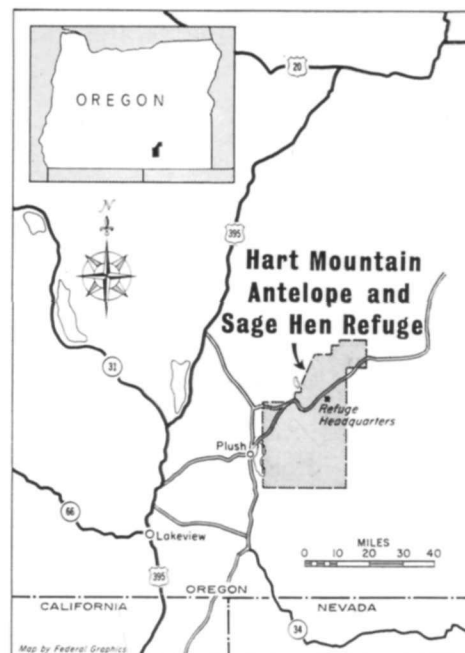 OREGON
20
N
395
Hart Mountain
Antelope and
Sage Hen Refuge
31
Refuge
Headquarters
Plush
66
Lakeview
MILES
0 10 20 30 40
395
OREGON
CALIFORNIA
NEVADA
34
Map by Federal Graphics